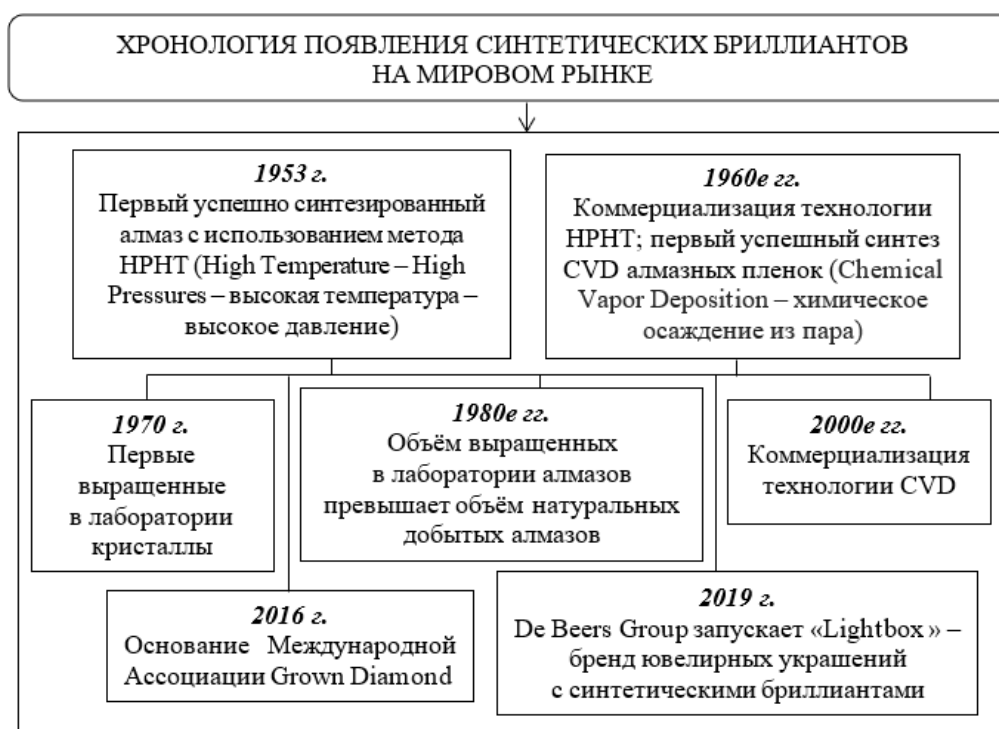 ХРОНОЛОГИЯ ПОЯВЛЕНИЯ СИНТЕТИЧЕСКИХ БРИЛЛИАНТОВ
НА МИРОВОМ РЫНКЕ
1953 г.
Первый успешно синтезированный
алмаз с использованием метода
HPHT (High Temperature – High
Pressures – высокая температура –
высокое давление)
1960е гг.
Коммерциализация технологии
HPHT; первый успешный синтез
CVD алмазных пленок (Chemical
Vapor Deposition – химическое
осаждение из пара)
1970 г.
Первые
выращенные
в лаборатории
кристаллы
1980е гг.
Объём выращенных
в лаборатории алмазов
превышает объём натуральных
добытых алмазов
2000е гг.
Коммерциализация
технологии CVD
2016 г.
Основание Международной
Ассоциации Grown Diamond
2019 г.
De Beers Group запускает «Lightbox» –
бренд ювелирных украшений
с синтетическими бриллиантами